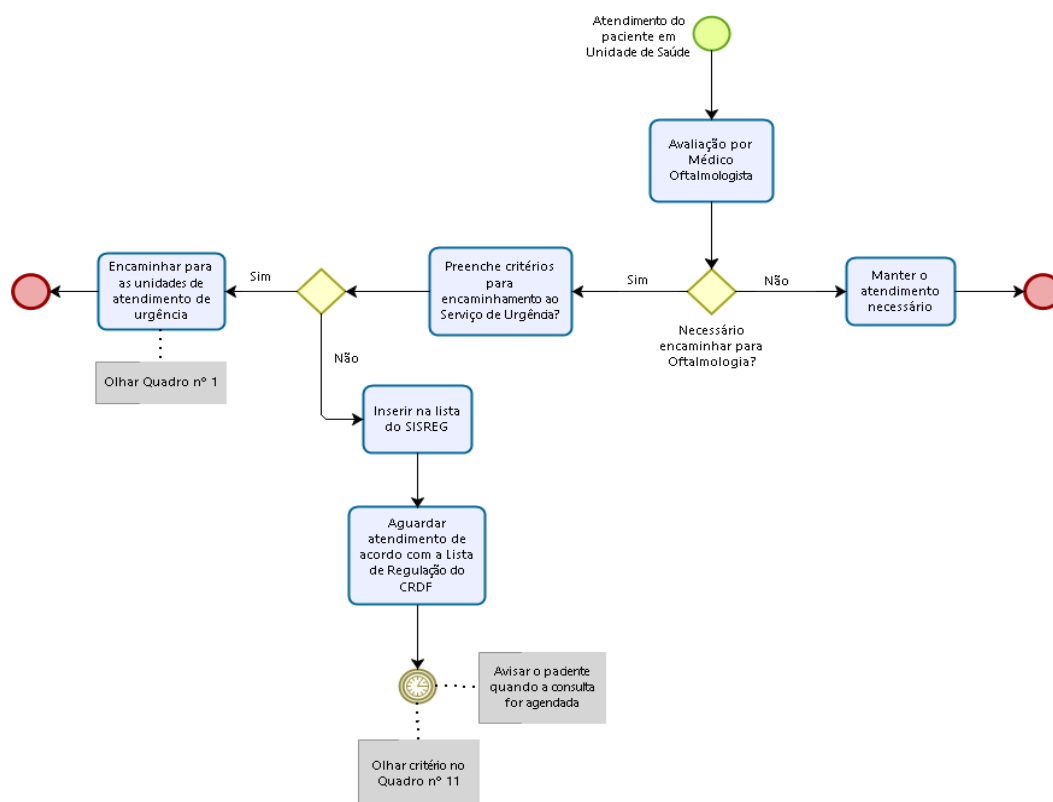 Atendimento do
paciente em
Unidade de Saúde
Avaliação por
Médico
Oftalmologista
Encaminhar para
as unidades de
atendimento de
urgência
Sim
Preenche critérios
para
encaminhamento ao
Serviço de Urgência?
Sim
Não
Manter o
atendimento
necessário
Necessário
encaminhar para
Oftalmologia?
Olhar Quadro nº 1
Não
Inserir na lista
do SISREG
Aguardar
atendimento de
acordo com a Lista
de Regulação do
CRDF
Avisar o paciente
quando a consulta
for agendada
Olhar critério no
Quadro nº 11